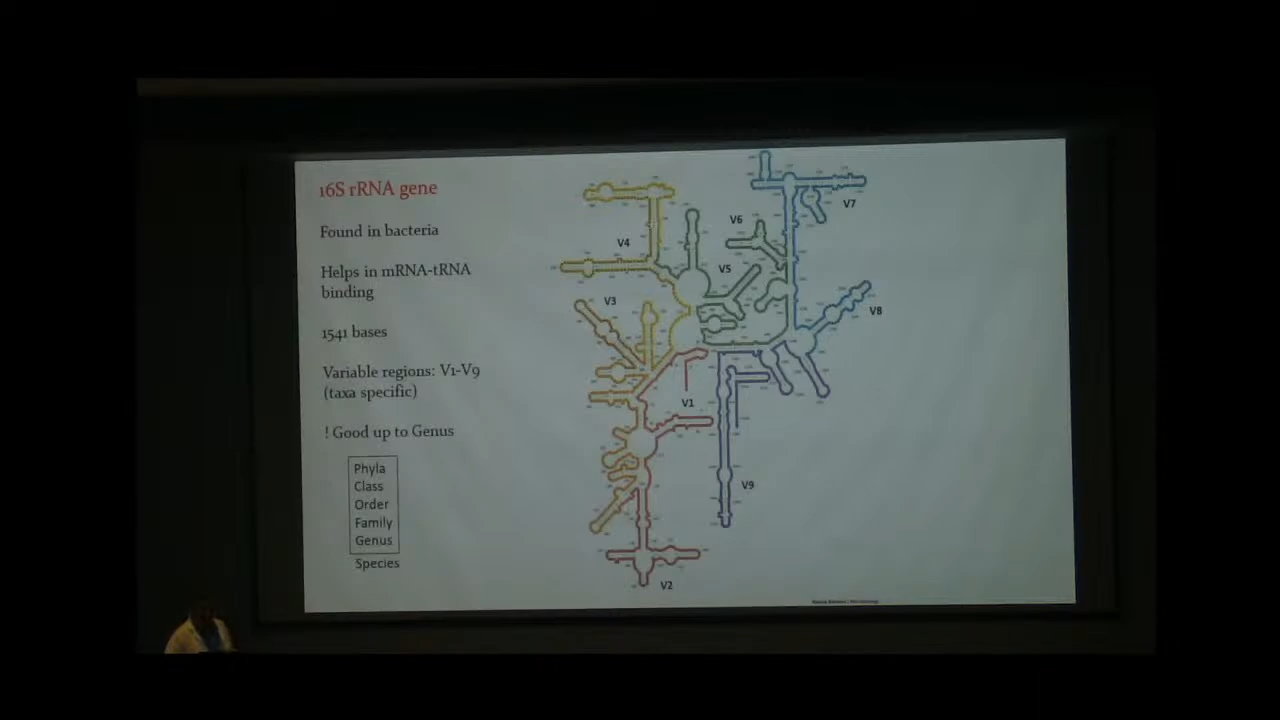 16S rRNA gene
Found in bacteria
Helps in mRNA-tRNA
binding
1541 bases
Variable regions: V1-V9
(taxa specific)
! Good up to Genus
Phyla
Class
Order
Family
Genus
Species
V4
V3
V6
V5
V7
V8
V1
V9
V2